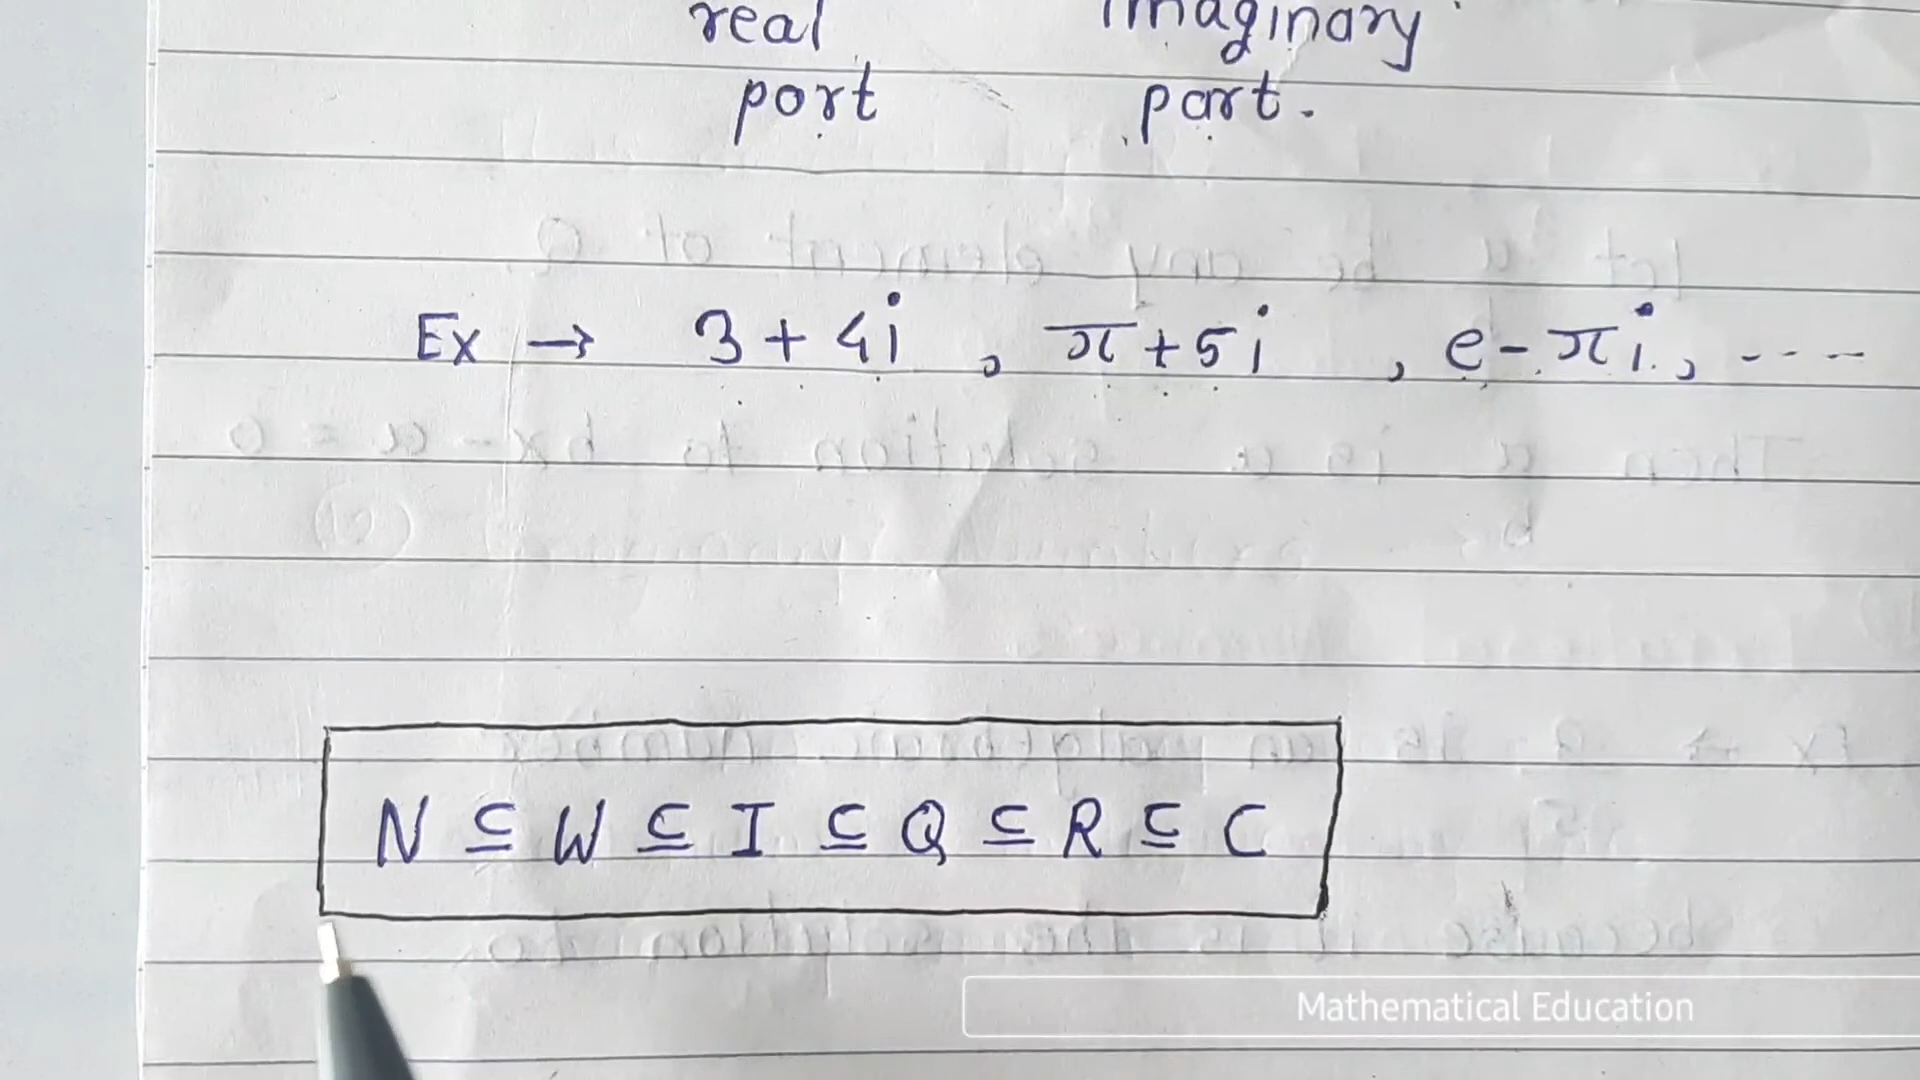 real imaginary
port part.
Ex → 3 + 4i , π + 5i , e - πi , ----
N ⊆ W ⊆ I ⊆ Q ⊆ R ⊆ C
Mathematical Education